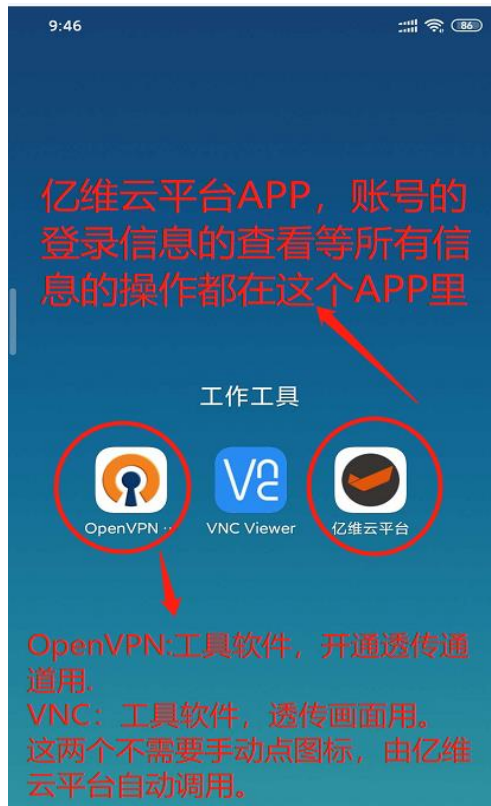 9:46
86
亿维云平台APP，账号的
登录信息的查看等所有信
息的操作都在这个APP里
工作工具
OpenVPN ··
VNC Viewer
亿维云平台
OpenVPN:工具软件，开通透传通
道用.
VNC：工具软件，透传画面用。
这两个不需要手动点图标，由亿维
云平台自动调用。